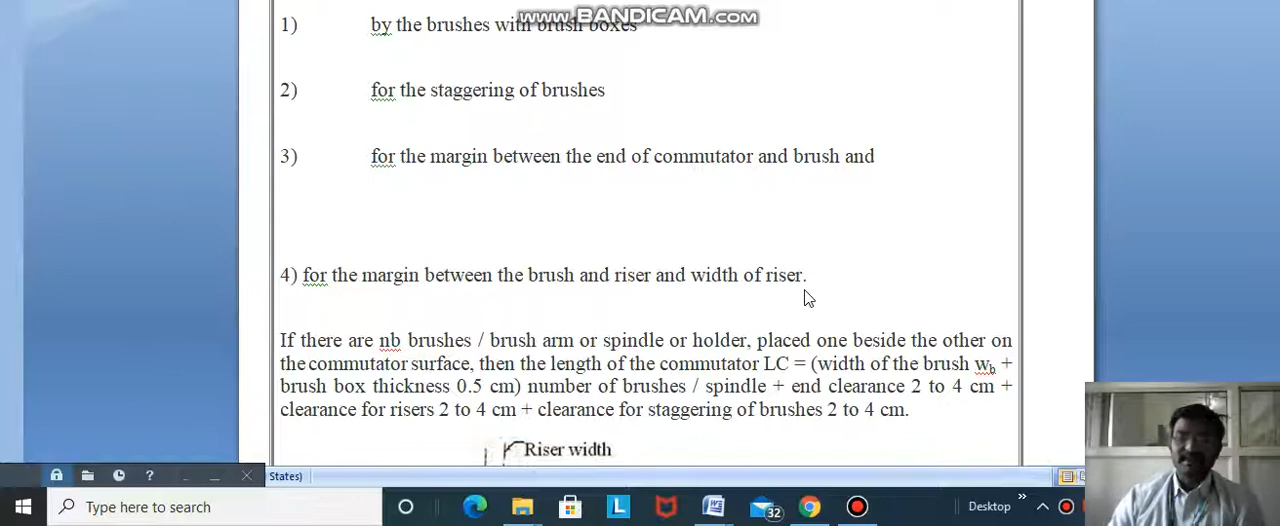 www.BANDICAM.com
1) by the brushes with brush boxes
2) for the staggering of brushes
3) for the margin between the end of commutator and brush and
4) for the margin between the brush and riser and width of riser.
If there are nb brushes / brush arm or spindle or holder, placed one beside the other on
the commutator surface, then the length of the commutator LC = (width of the brush wb +
brush box thickness 0.5 cm) number of brushes / spindle + end clearance 2 to 4 cm +
clearance for risers 2 to 4 cm + clearance for staggering of brushes 2 to 4 cm.
Riser width
States)
Type here to search
32
Desktop